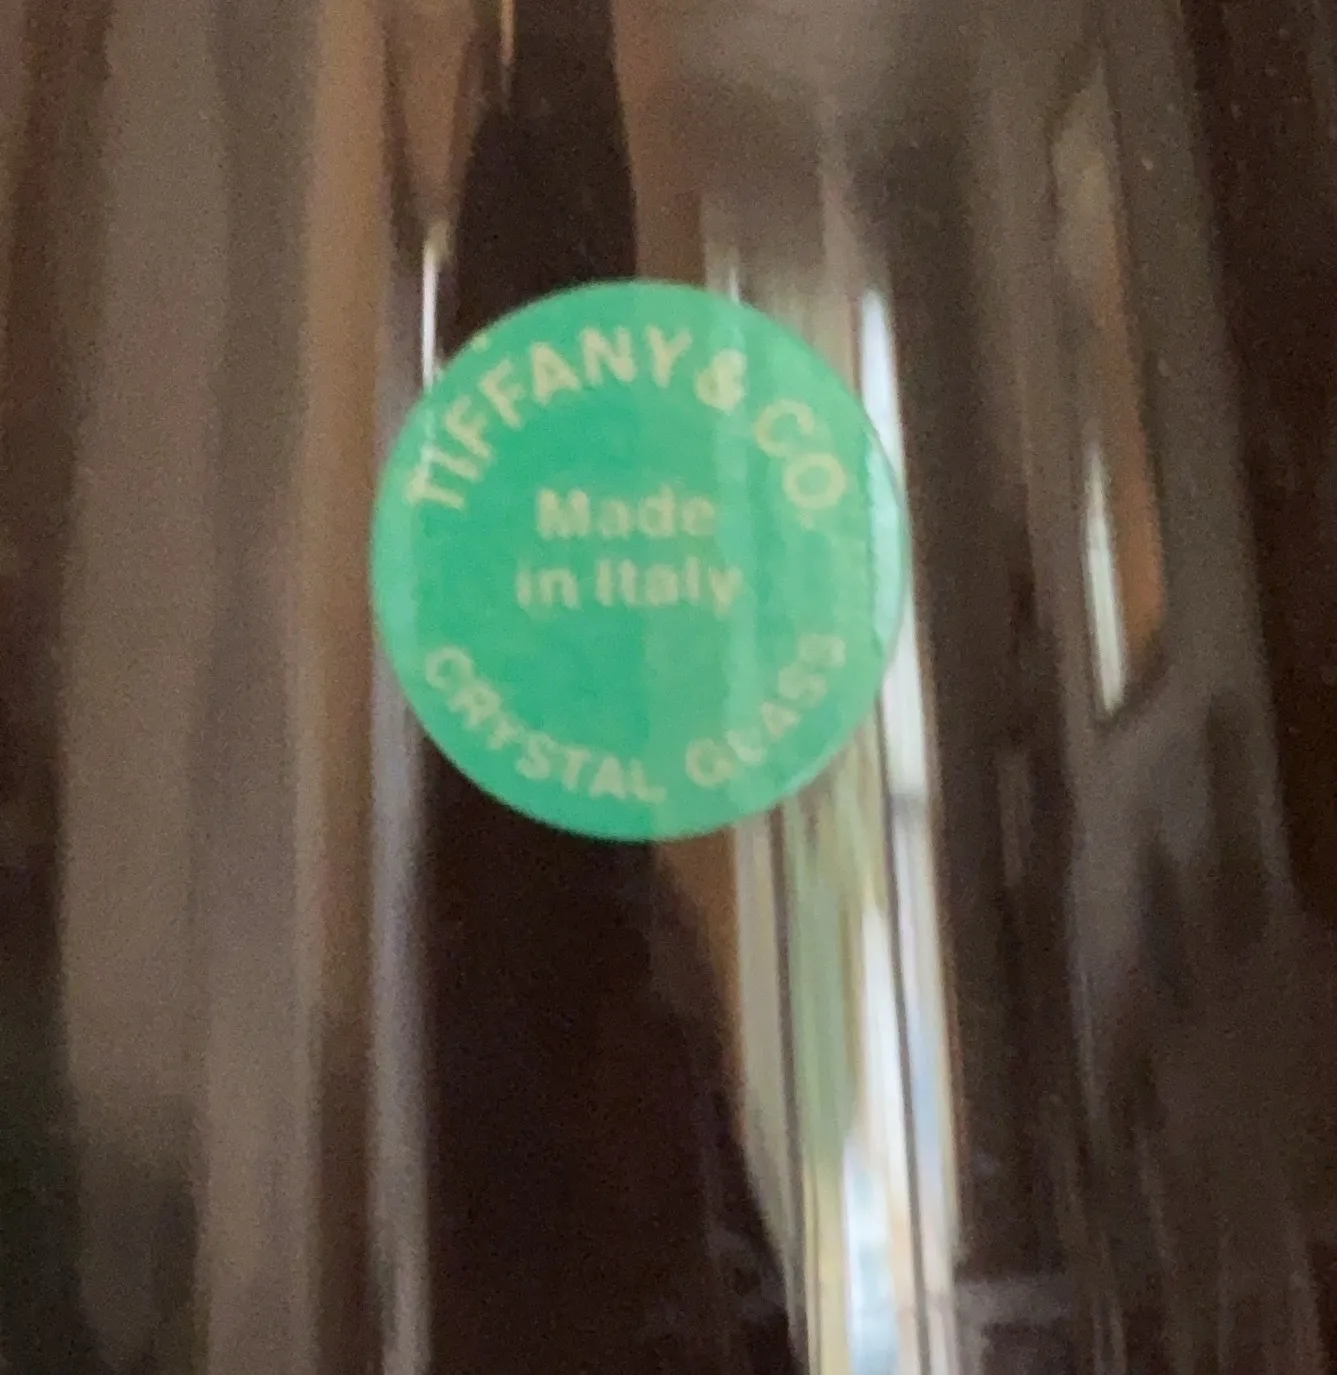 TIFFANY & CO.
Made
in Italy
CRYSTAL GLASS